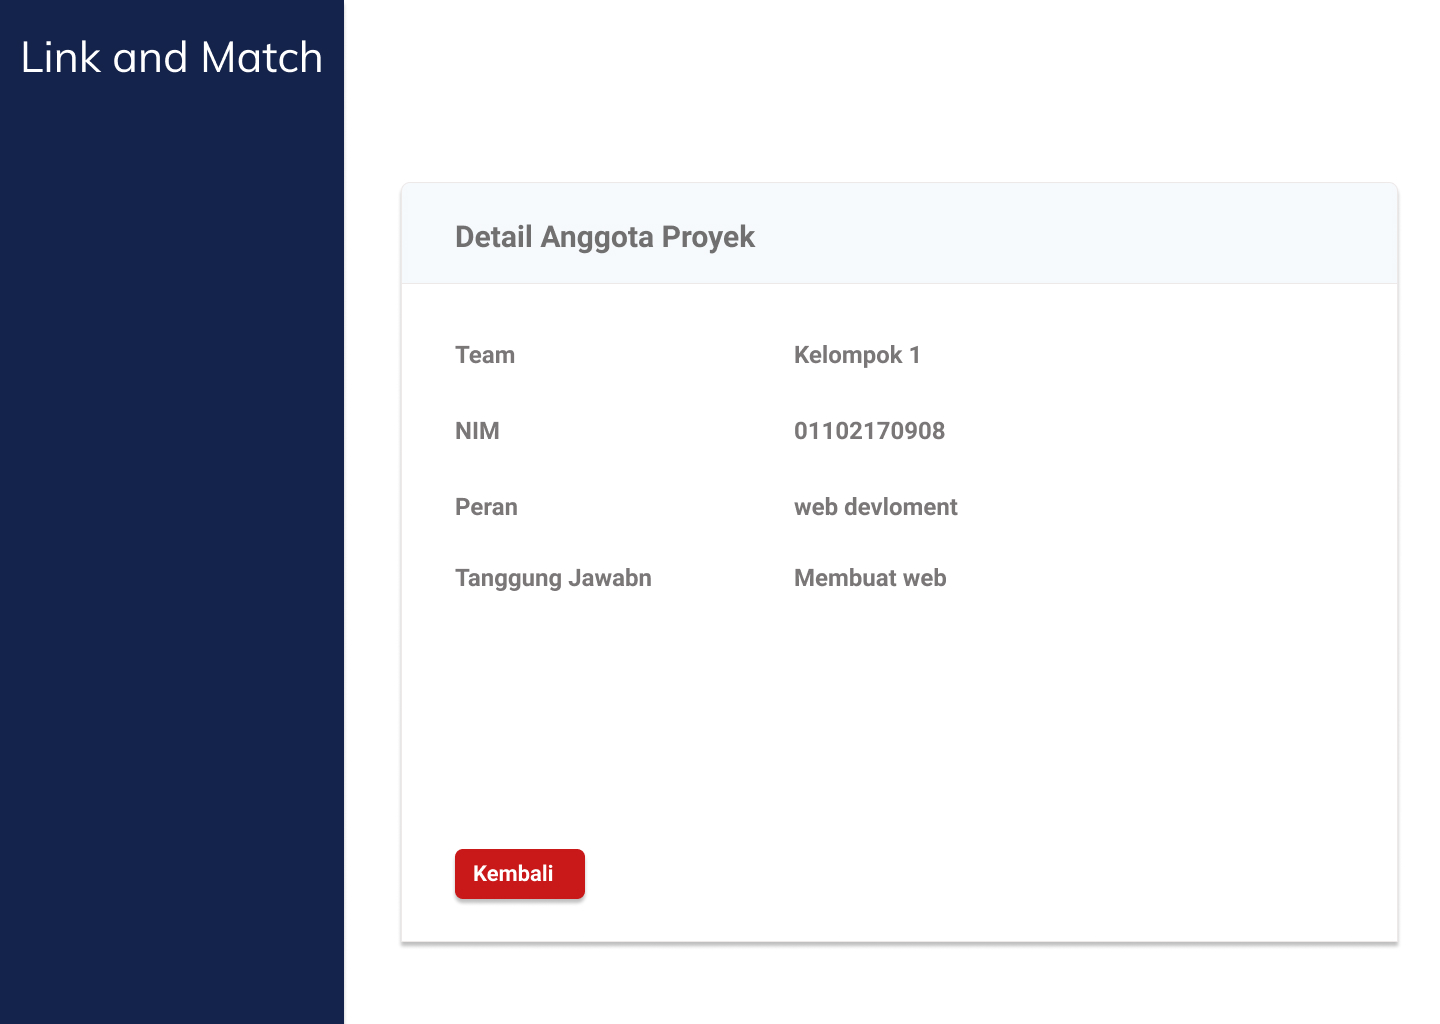 Link and Match
Detail Anggota Proyek
Team Kelompok 1
NIM 01102170908
Peran web devloment
Tanggung Jawabn Membuat web
Kembali